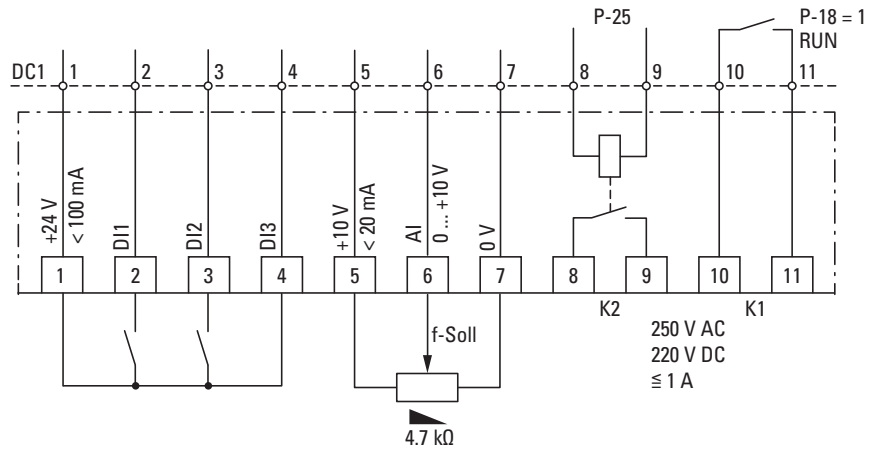 P-25
P-18 = 1
RUN
DC1 1 2 3 4 5 6 7 8 9 10 11
+24 V
< 100 mA
DI1
DI2
DI3
+10 V
< 20 mA
AI
0 ... +10 V
0 V
1 2 3 4 5 6 7 8 9 10 11
K2 K1
f-Soll
250 V AC
220 V DC
≦ 1 A
4.7 kΩ